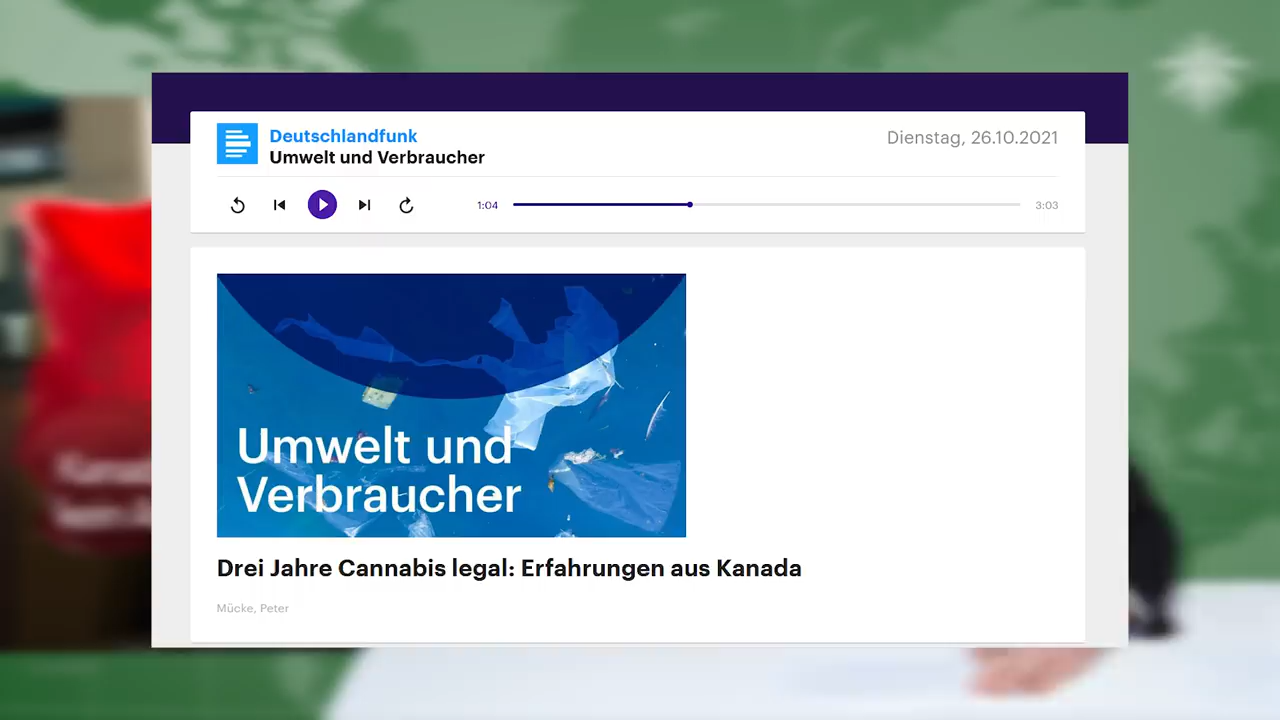 Deutschlandfunk
Umwelt und Verbraucher
Dienstag, 26.10.2021
1:04
3:03
Umwelt und
Verbraucher
Drei Jahre Cannabis legal: Erfahrungen aus Kanada
Mücke, Peter